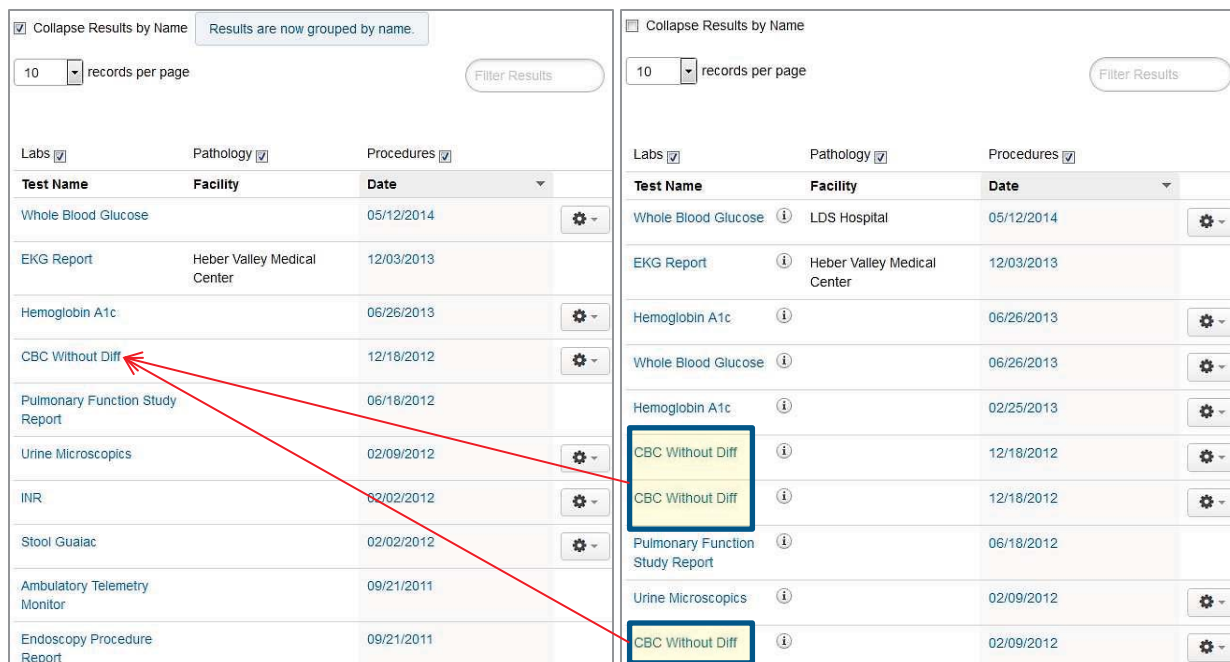 Collapse Results by Name
Results are now grouped by name.
10 records per page
Filter Results
Labs Pathology Procedures
Test Name Facility Date
Whole Blood Glucose 05/12/2014
EKG Report Heber Valley Medical 12/03/2013
Center
Hemoglobin A1c 06/26/2013
CBC Without Diff 12/18/2012
Pulmonary Function Study 06/18/2012
Report
Urine Microscopics 02/09/2012
INR 02/02/2012
Stool Guaiac 02/02/2012
Ambulatory Telemetry 09/21/2011
Monitor
Endoscopy Procedure 09/21/2011
Report
Collapse Results by Name
10 records per page
Filter Results
Labs Pathology Procedures
Test Name Facility Date
Whole Blood Glucose i LDS Hospital 05/12/2014
EKG Report i Heber Valley Medical 12/03/2013
Center
Hemoglobin A1c i 06/26/2013
Whole Blood Glucose i 06/26/2013
Hemoglobin A1c i 02/25/2013
CBC Without Diff i 12/18/2012
CBC Without Diff i 12/18/2012
Pulmonary Function i 06/18/2012
Study Report
Urine Microscopics i 02/09/2012
CBC Without Diff i 02/09/2012